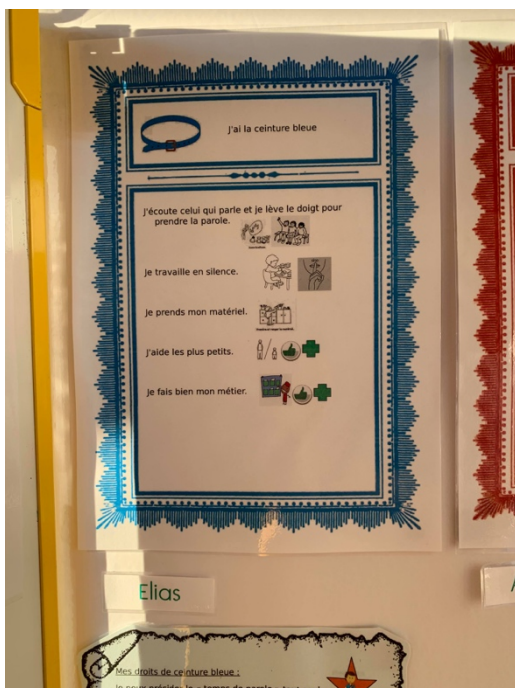 J'ai la ceinture bleue
J'écoute celui qui parle et je lève le doigt pour
prendre la parole.
Je travaille en silence.
Je prends mon matériel.
J'aide les plus petits.
Je fais bien mon métier.
Elias
Mes droits de ceinture bleue :